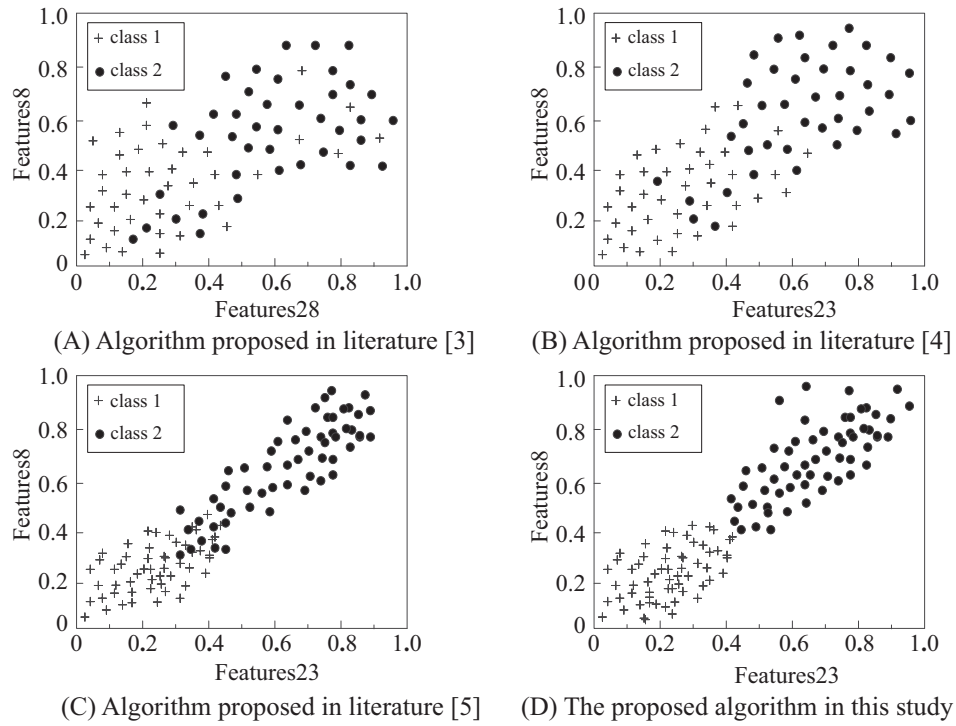 1.0
0.8
0.6
0.4
0.2
0
Features8
class 1
class 2
0 0.2 0.4 0.6 0.8 1.0
Features28
(A) Algorithm proposed in literature [3]
1.0
0.8
0.6
0.4
0.2
0
Features8
class 1
class 2
0 0.2 0.4 0.6 0.8 1.0
Features23
(B) Algorithm proposed in literature [4]
1.0
0.8
0.6
0.4
0.2
0
Features8
class 1
class 2
0 0.2 0.4 0.6 0.8 1.0
Features23
(C) Algorithm proposed in literature [5]
1.0
0.8
0.6
0.4
0.2
0
Features8
class 1
class 2
0 0.2 0.4 0.6 0.8 1.0
Features23
(D) The proposed algorithm in this study